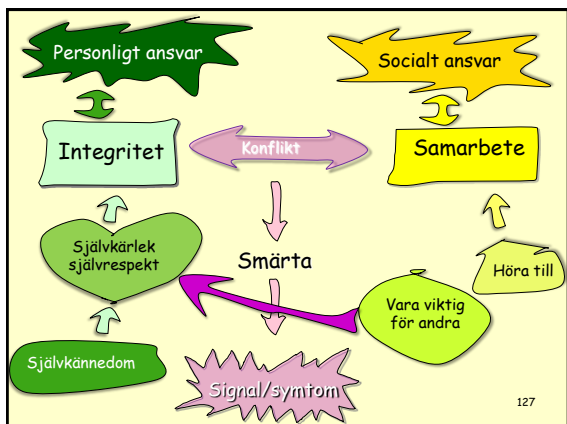 Personligt ansvar
Socialt ansvar
Integritet
Konflikt
Samarbete
Självkärlek
självrespekt
Smärta
Höra till
Vara viktig
för andra
Självkännedom
Signal/symtom
127